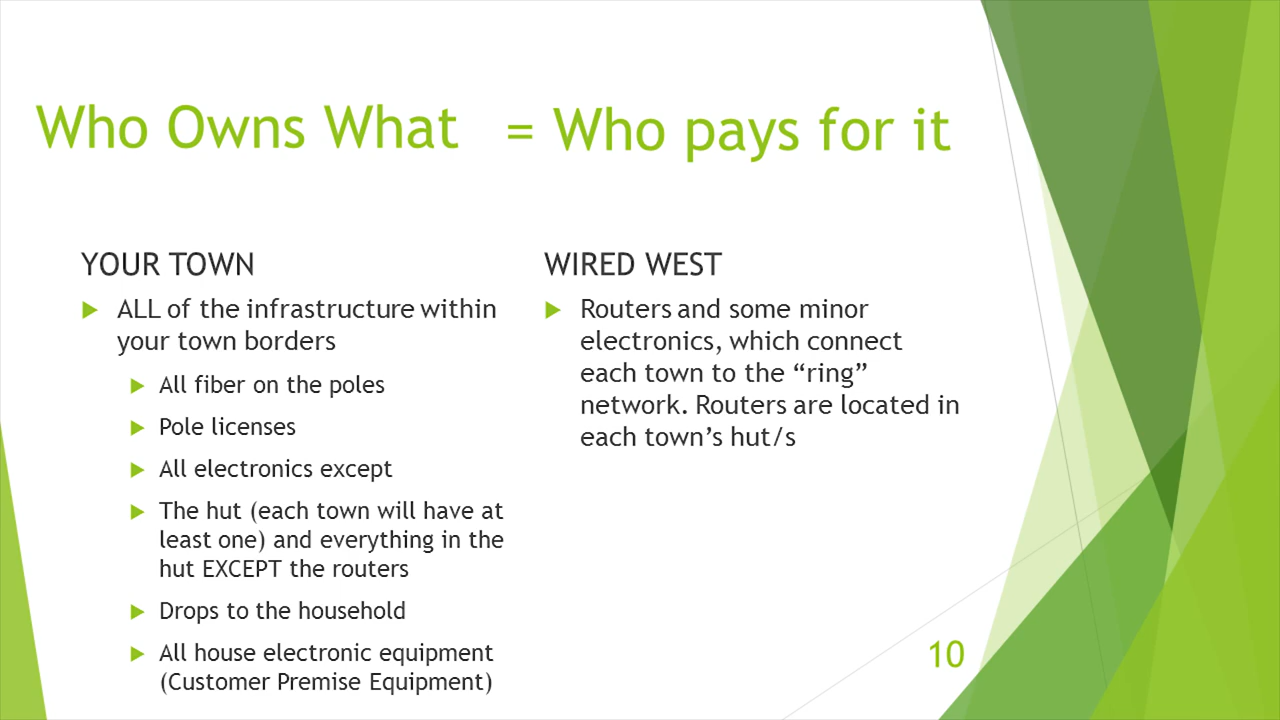 Who Owns What = Who pays for it
YOUR TOWN
ALL of the infrastructure within
your town borders
All fiber on the poles
Pole licenses
All electronics except
The hut (each town will have at
least one) and everything in the
hut EXCEPT the routers
Drops to the household
All house electronic equipment
(Customer Premise Equipment)
WIRED WEST
Routers and some minor
electronics, which connect
each town to the “ring”
network. Routers are located in
each town’s hut/s
10